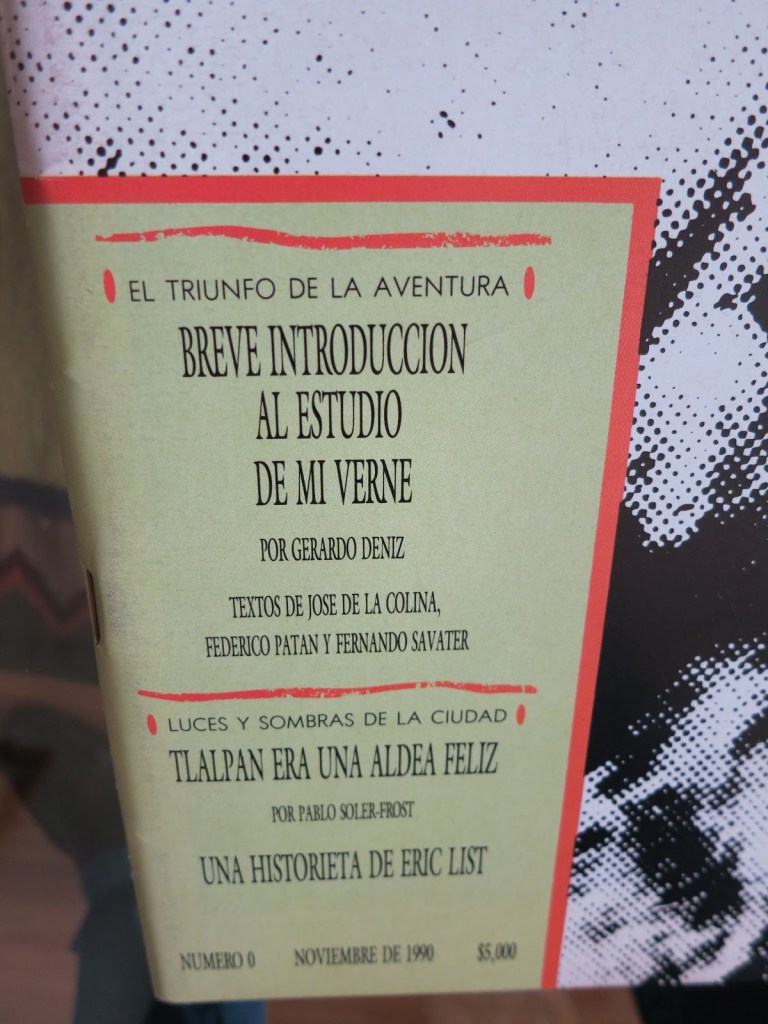 EL TRIUNFO DE LA AVENTURA
BREVE INTRODUCCION
AL ESTUDIO
DE MI VERNE
POR GERARDO DENIZ
TEXTOS DE JOSE DE LA COLINA,
FEDERICO PATAN Y FERNANDO SAVATER
LUCES Y SOMBRAS DE LA CIUDAD
TLALPAN ERA UNA ALDEA FELIZ
POR PABLO SOLER-FROST
UNA HISTORIETA DE ERIC LIST
NUMERO 0 NOVIEMBRE DE 1990 $5,000